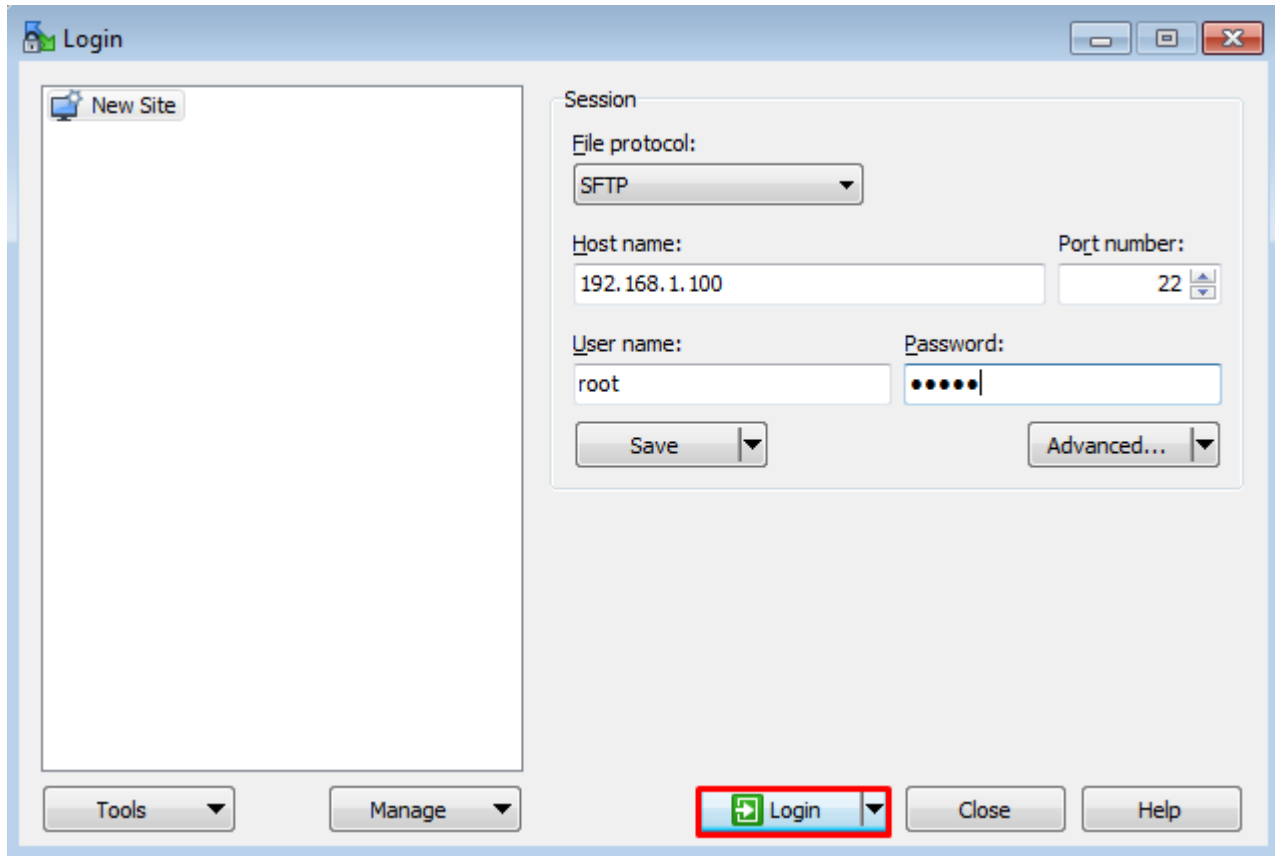 Login
New Site
Session
File protocol:
SFTP
Host name:
Port number:
192.168.1.100
22
User name:
Password:
root
•••••
Save
Advanced...
Tools
Manage
Login
Close
Help